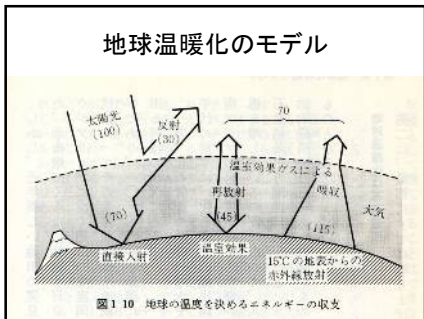 地球温暖化のモデル
70
太陽光
(100)
反射
(30)
温室効果ガスによる
再放射
吸収
大気
(70)
(45)
(115)
直接入射
温室効果
15℃の地表からの
赤外線放射
図1 10 地球の温度を決めるエネルギーの収支